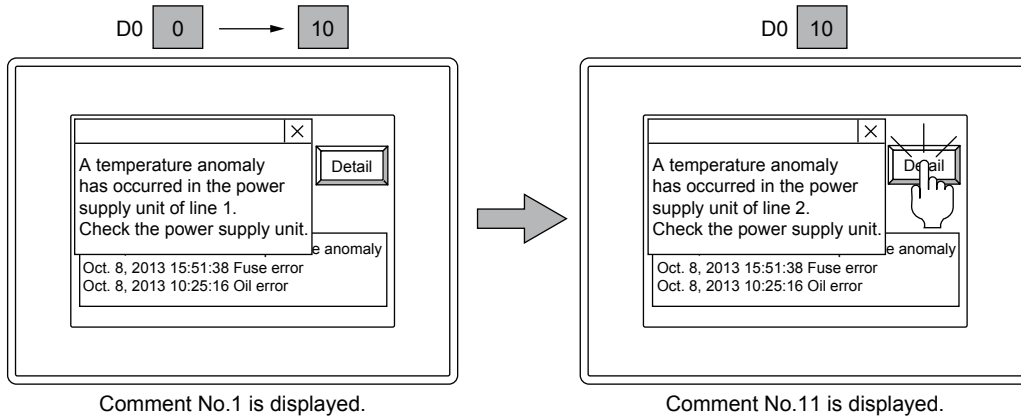 D0 0 10
×
A temperature anomaly
has occurred in the power
supply unit of line 1.
Check the power supply unit.
Detail
e anomaly
Oct. 8, 2013 15:51:38 Fuse error
Oct. 8, 2013 10:25:16 Oil error
Comment No.1 is displayed.
D0 10
×
A temperature anomaly
has occurred in the power
supply unit of line 2.
Check the power supply unit.
Detail
e anomaly
Oct. 8, 2013 15:51:38 Fuse error
Oct. 8, 2013 10:25:16 Oil error
Comment No.11 is displayed.